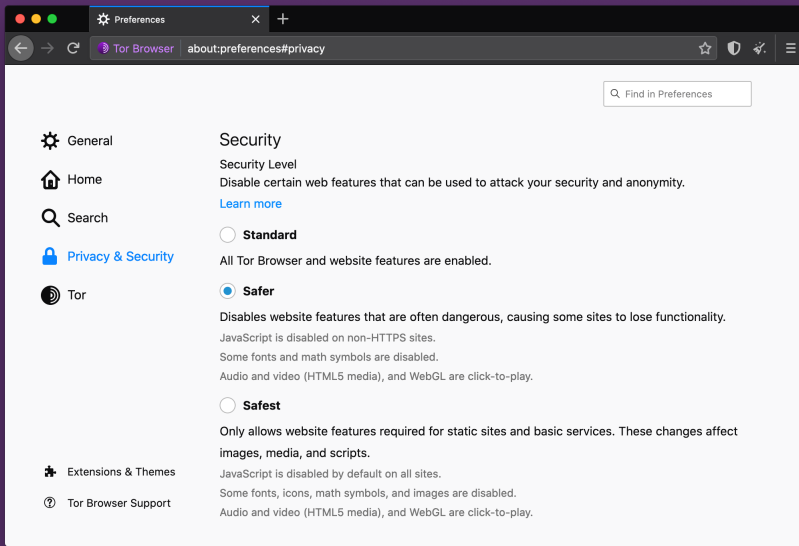 Preferences
Tor Browser about:preferences#privacy
Find in Preferences
General
Home
Search
Privacy & Security
Tor
Extensions & Themes
Tor Browser Support
Security
Security Level
Disable certain web features that can be used to attack your security and anonymity.
Learn more
Standard
All Tor Browser and website features are enabled.
Safer
Disables website features that are often dangerous, causing some sites to lose functionality.
JavaScript is disabled on non-HTTPS sites.
Some fonts and math symbols are disabled.
Audio and video (HTML5 media), and WebGL are click-to-play.
Safest
Only allows website features required for static sites and basic services. These changes affect
images, media, and scripts.
JavaScript is disabled by default on all sites.
Some fonts, icons, math symbols, and images are disabled.
Audio and video (HTML5 media), and WebGL are click-to-play.